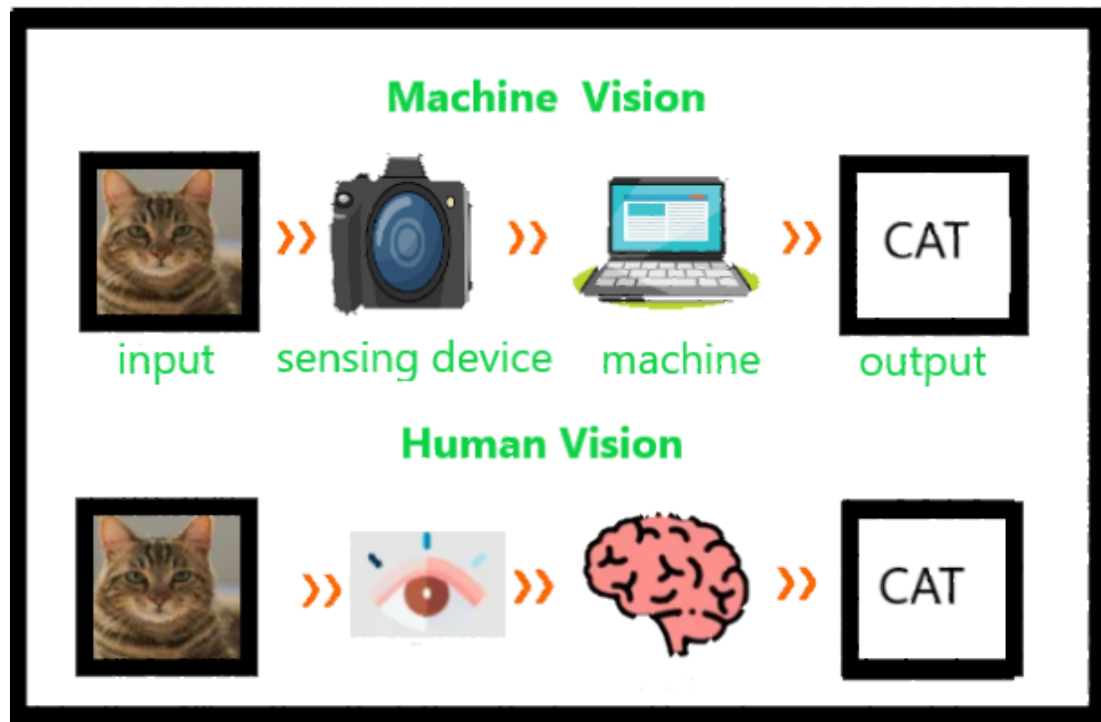 Machine Vision
CAT
input sensing device machine output
Human Vision
CAT